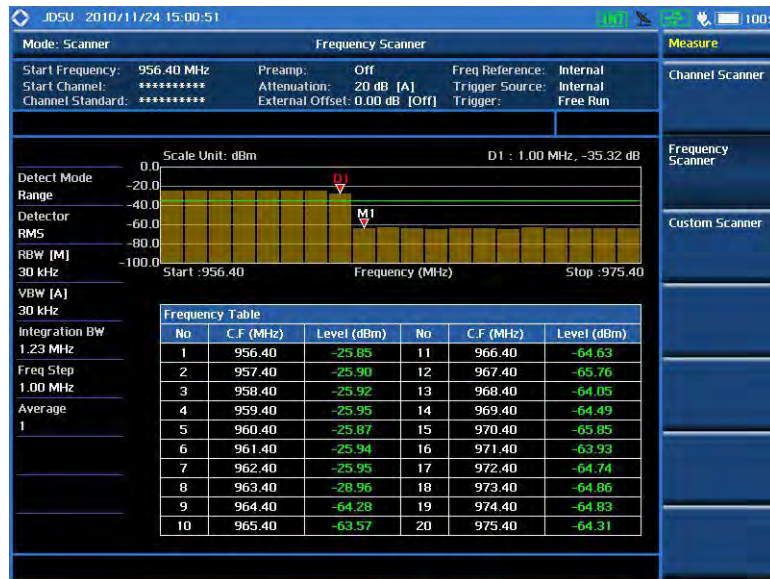 JDSU 2010/11/24 15:00:51
INT
100
Mode: Scanner Frequency Scanner Measure
Start Frequency: 956.40 MHz Preamp: Off Freq Reference: Internal
Start Channel: ********** Attenuation: 20 dB [A] Trigger Source: Internal
Channel Standard: ********** External Offset: 0.00 dB [Off] Trigger: Free Run
Channel Scanner
Frequency
Scanner
Custom Scanner
Detect Mode
Range
Detector
RMS
RBW [M]
30 kHz
VBW [A]
30 kHz
Integration BW
1.23 MHz
Freq Step
1.00 MHz
Average
1
Scale Unit: dBm D1 : 1.00 MHz, -35.32 dB
0.0
-20.0
-40.0
-60.0
-80.0
-100.0
D1
M1
Start :956.40 Frequency (MHz) Stop :975.40
Frequency Table
No C.F (MHz) Level (dBm) No C.F (MHz) Level (dBm)
1 956.40 -25.85 11 966.40 -64.63
2 957.40 -25.90 12 967.40 -65.76
3 958.40 -25.92 13 968.40 -64.05
4 959.40 -25.95 14 969.40 -64.49
5 960.40 -25.87 15 970.40 -65.85
6 961.40 -25.94 16 971.40 -63.93
7 962.40 -25.95 17 972.40 -64.74
8 963.40 -28.96 18 973.40 -64.86
9 964.40 -64.28 19 974.40 -64.83
10 965.40 -63.57 20 975.40 -64.31